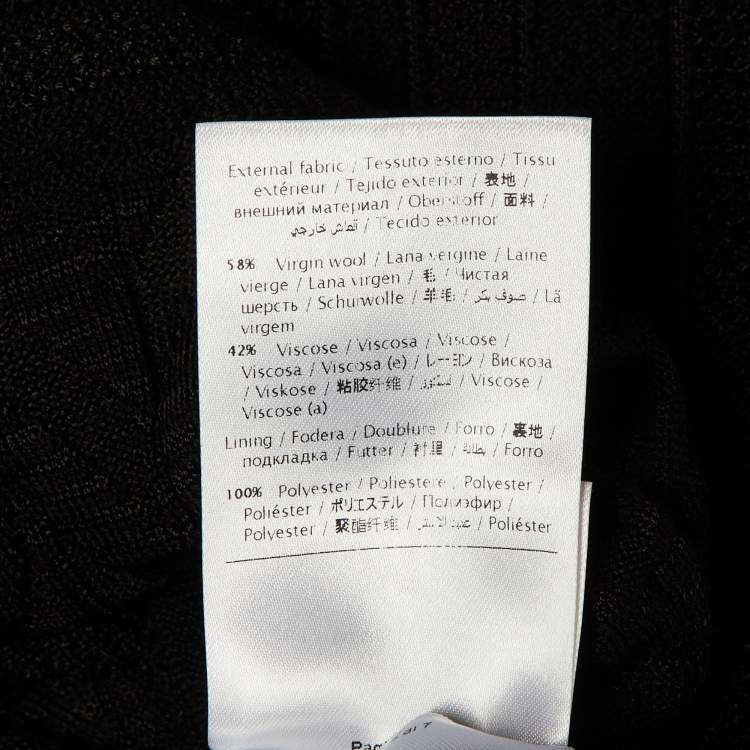 External fabric / Tessuto esterno / Tissu
extérieur / Tejido exterior / 表地 /
внешний материал / Oberstoff / 面料 /
قماش خارجي / Tecido exterior
58% Virgin wool / Lana vergine / Laine
vierge / Lana virgen / 毛 / Чистая
шерсть / Schurwolle / 羊毛 / صوف بكر / Lã
virgem
42% Viscose / Viscosa / Viscose /
Viscosa / Viscosa (e) / レーヨン / Вискоза
/ Viskose / 粘胶纤维 / / Viscose /
Viscose (a)
Lining / Fodera / Doublure / Forro / 裏地 /
подкладка / Futter / 衬里 / بطانة / Forro
100% Polyester / Poliestere / Polyester /
Poliéster / ポリエステル / Полиэфир /
Polyester / 聚酯纤维 / / Poliéster
di 7